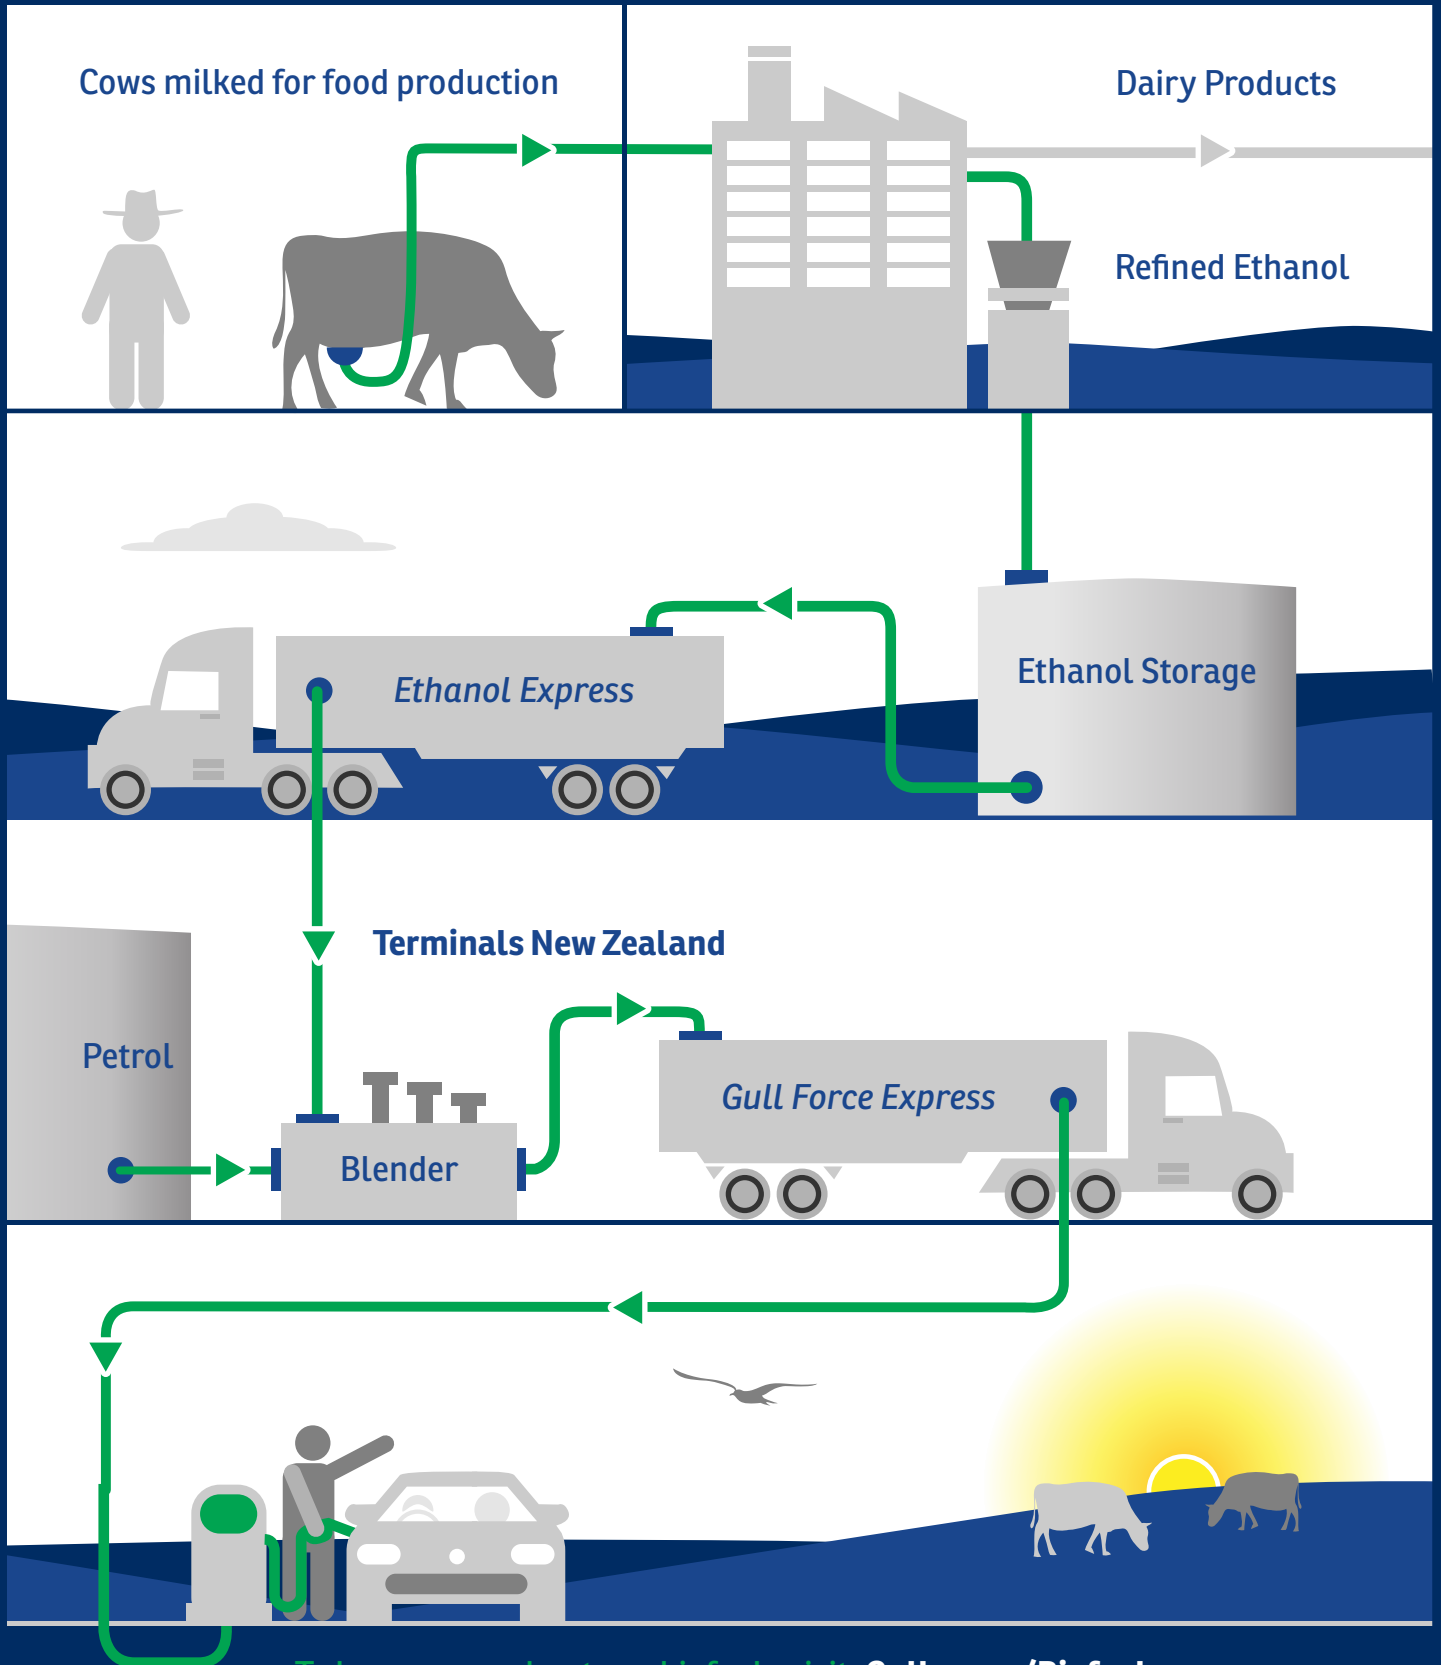 Cows milked for food production
Dairy Products
Refined Ethanol
Ethanol Express
Ethanol Storage
Terminals New Zealand
Petrol
Gull Force Express
Blender